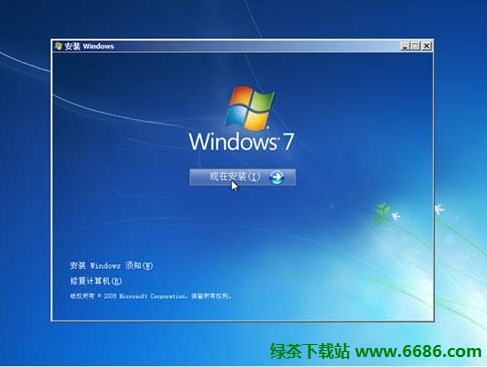 安装 Windows
Windows 7
现在安装(I)
安装 Windows 须知(W)
修复计算机(R)
版权所有 © 2009 Microsoft Corporation. 保留所有权利。
绿茶下载站 www.6686.com